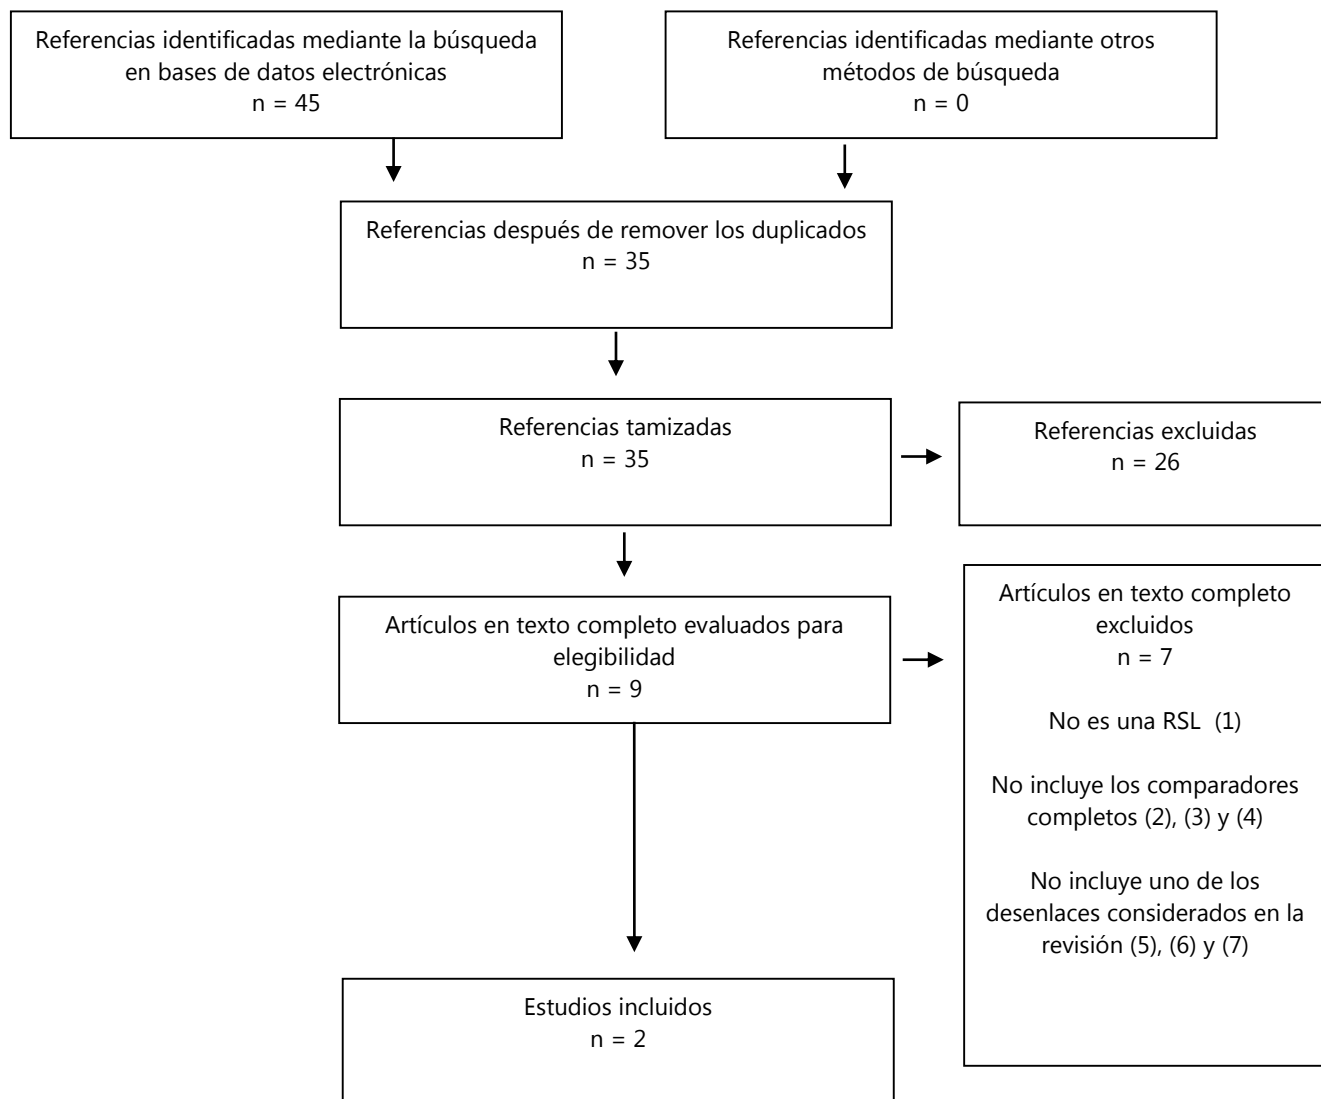 Referencias identificadas mediante la búsqueda
en bases de datos electrónicas
n = 45
Referencias identificadas mediante otros
métodos de búsqueda
n = 0
Referencias después de remover los duplicados
n = 35
Referencias tamizadas
n = 35
Referencias excluidas
n = 26
Artículos en texto completo evaluados para
elegibilidad
n = 9
Artículos en texto completo
excluidos
n = 7
No es una RSL  (1)
No incluye los comparadores
completos (2), (3) y (4)
No incluye uno de los
desenlaces considerados en la
revisión (5), (6) y (7)
Estudios incluidos
n = 2